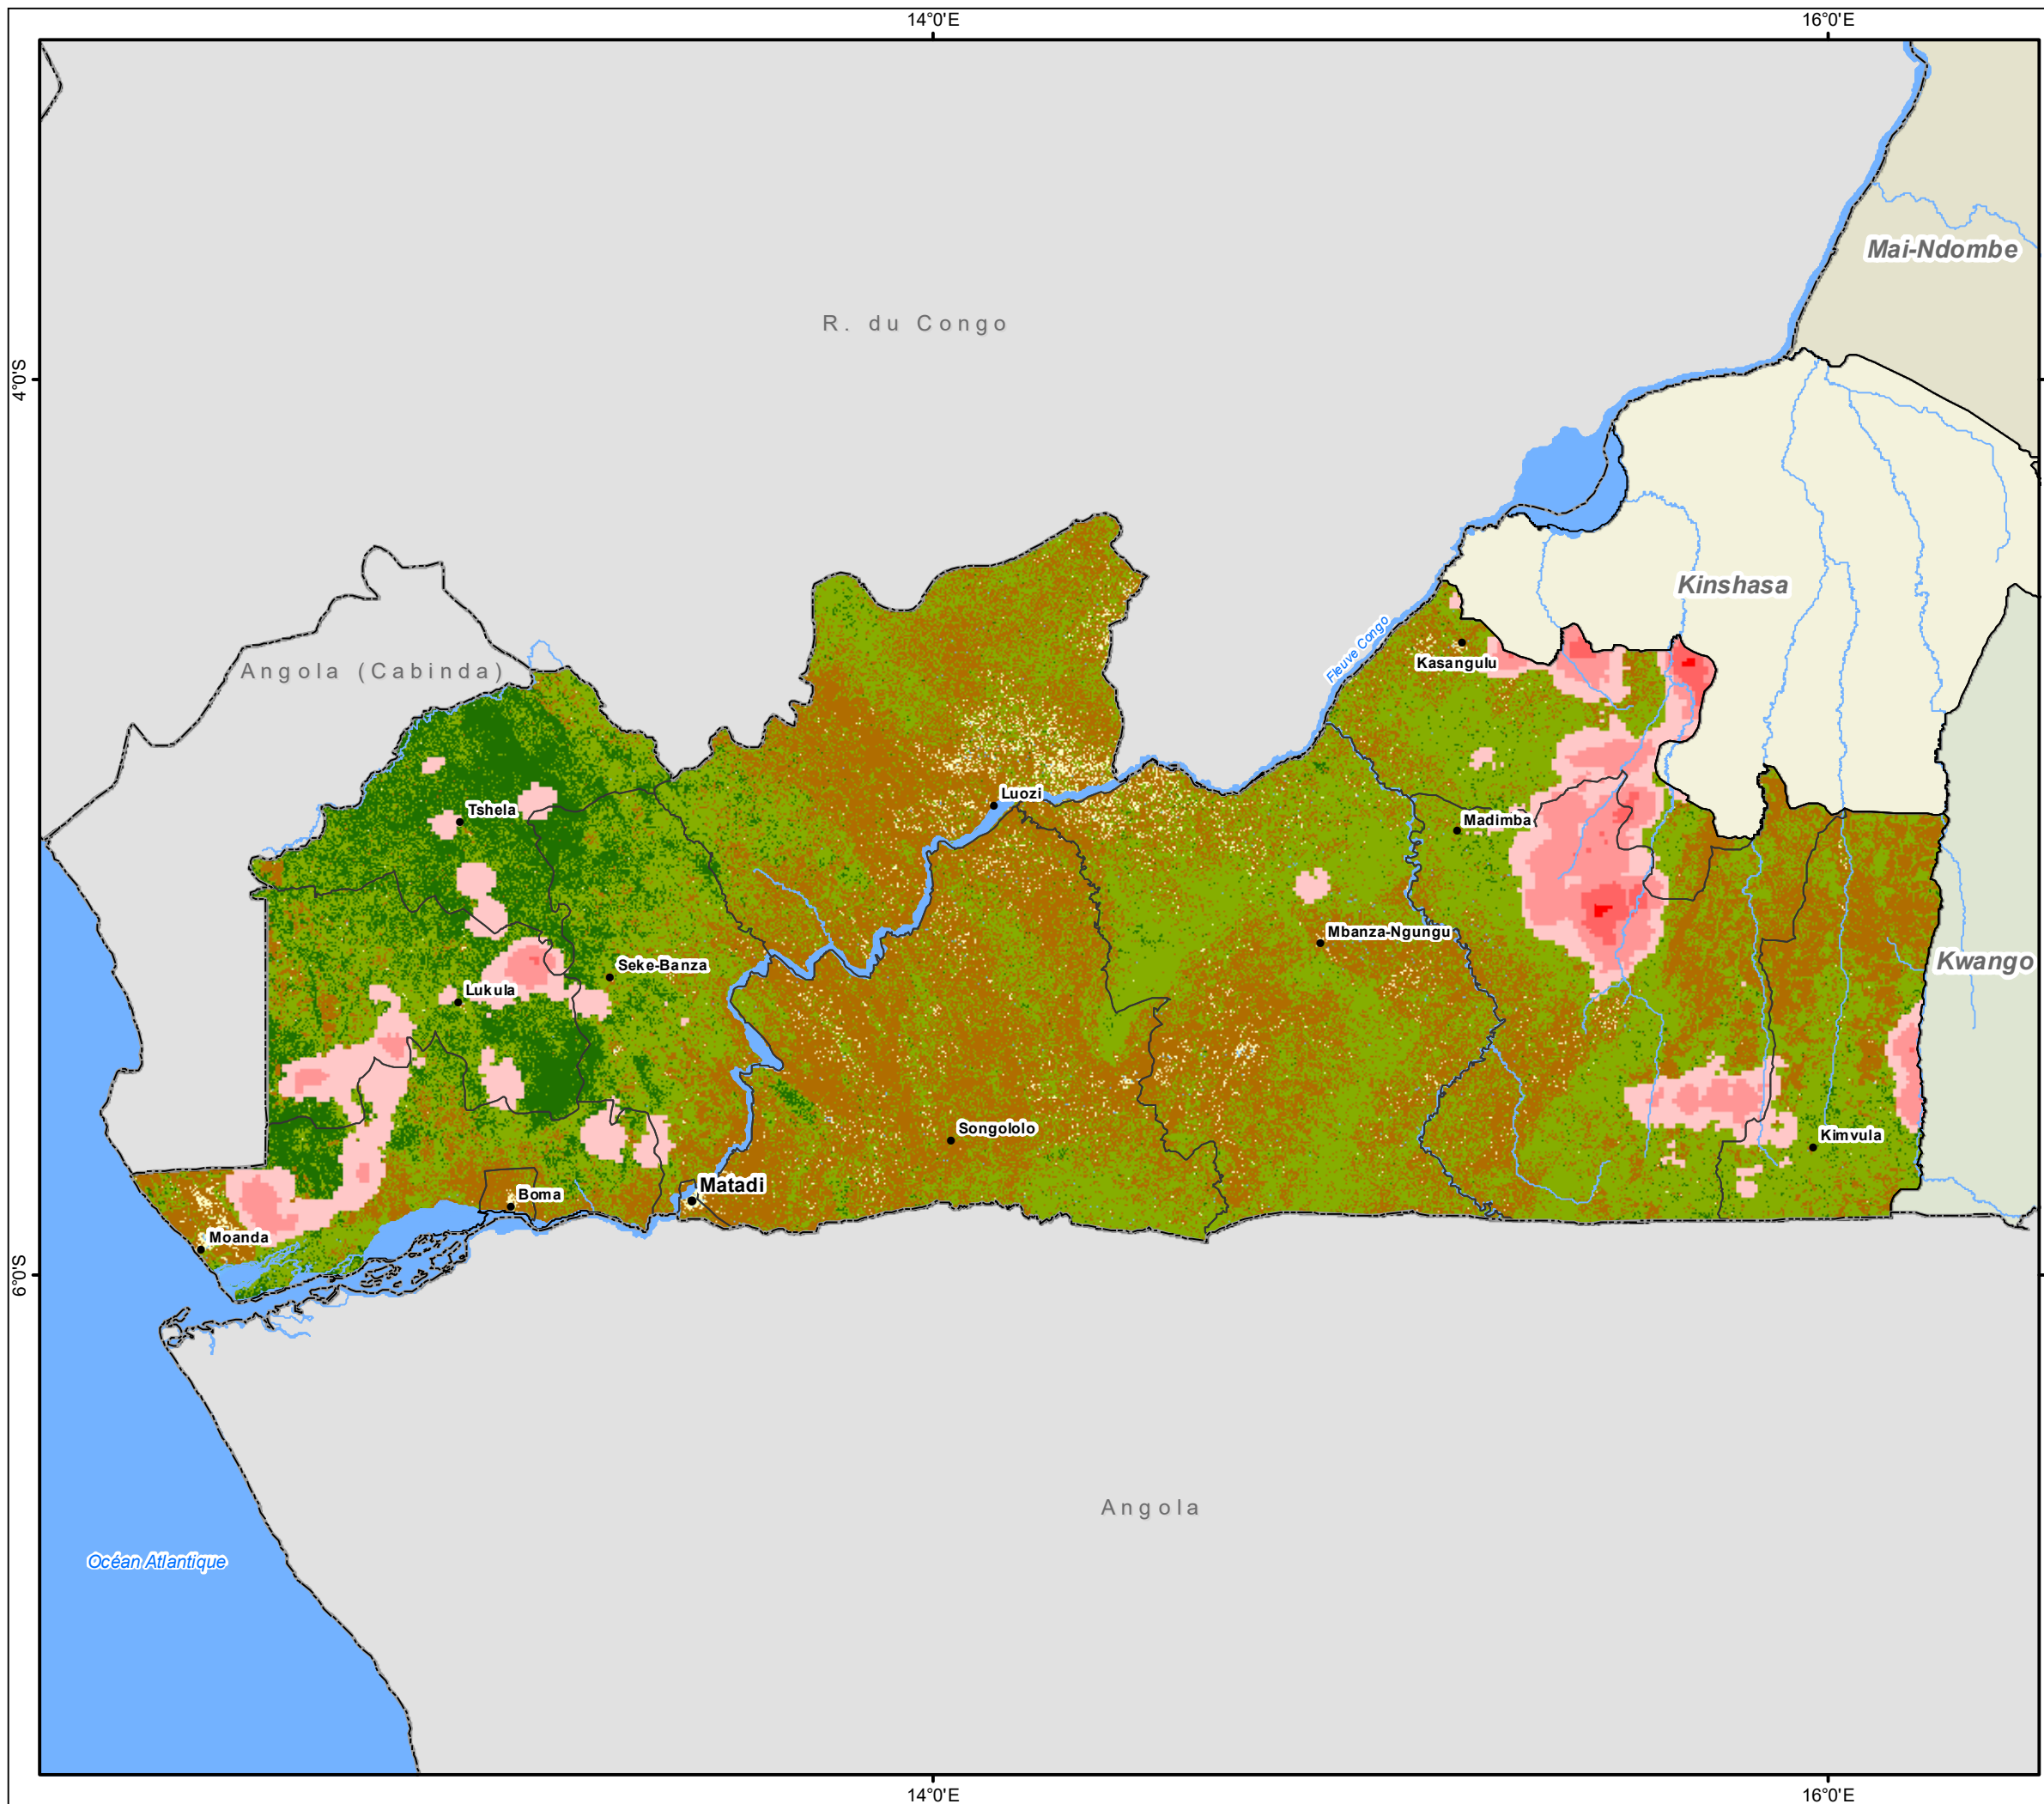 14°0'E
16°0'E
Mai-Ndombe
R. du Congo
4°0'S
Kinshasa
Fleuve Congo
Kasangulu
Angola (Cabinda)
Luozi
Tshela
Madimba
Mbanza-Ngungu
Kwango
Seke-Banza
Lukula
Songololo
Kimvula
Matadi
Boma
Moanda
6°0'S
Angola
Océan Atlantique
14°0'E
16°0'E